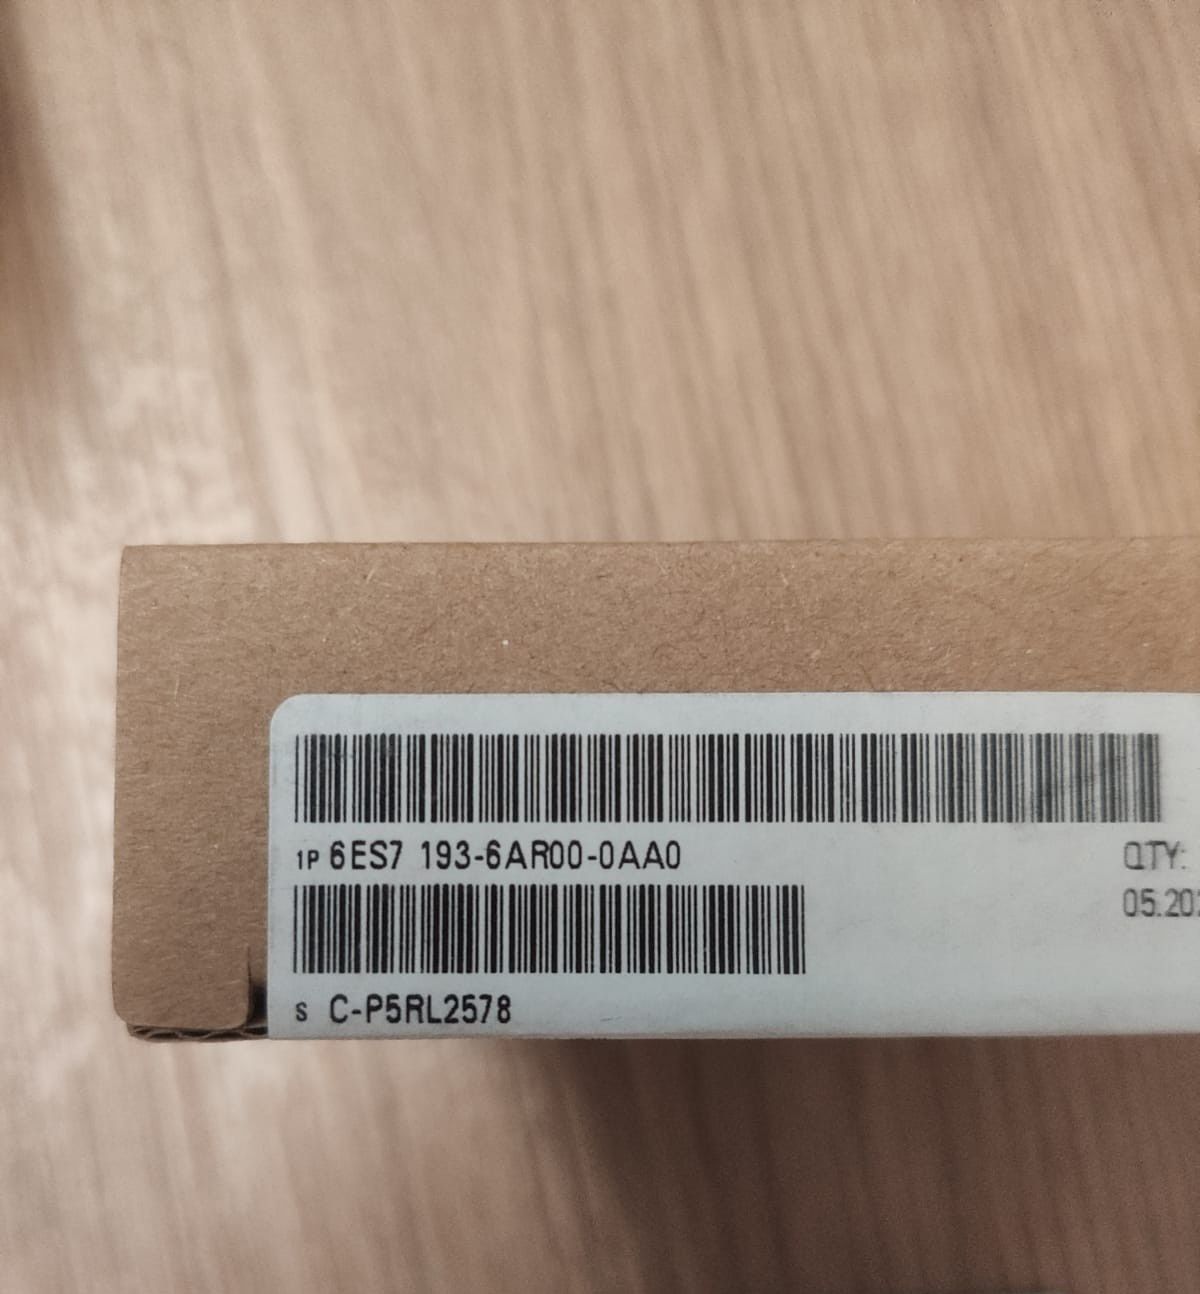 1P 6ES7 193-6AR00-0AA0
QTY:
S C-P5RL2578